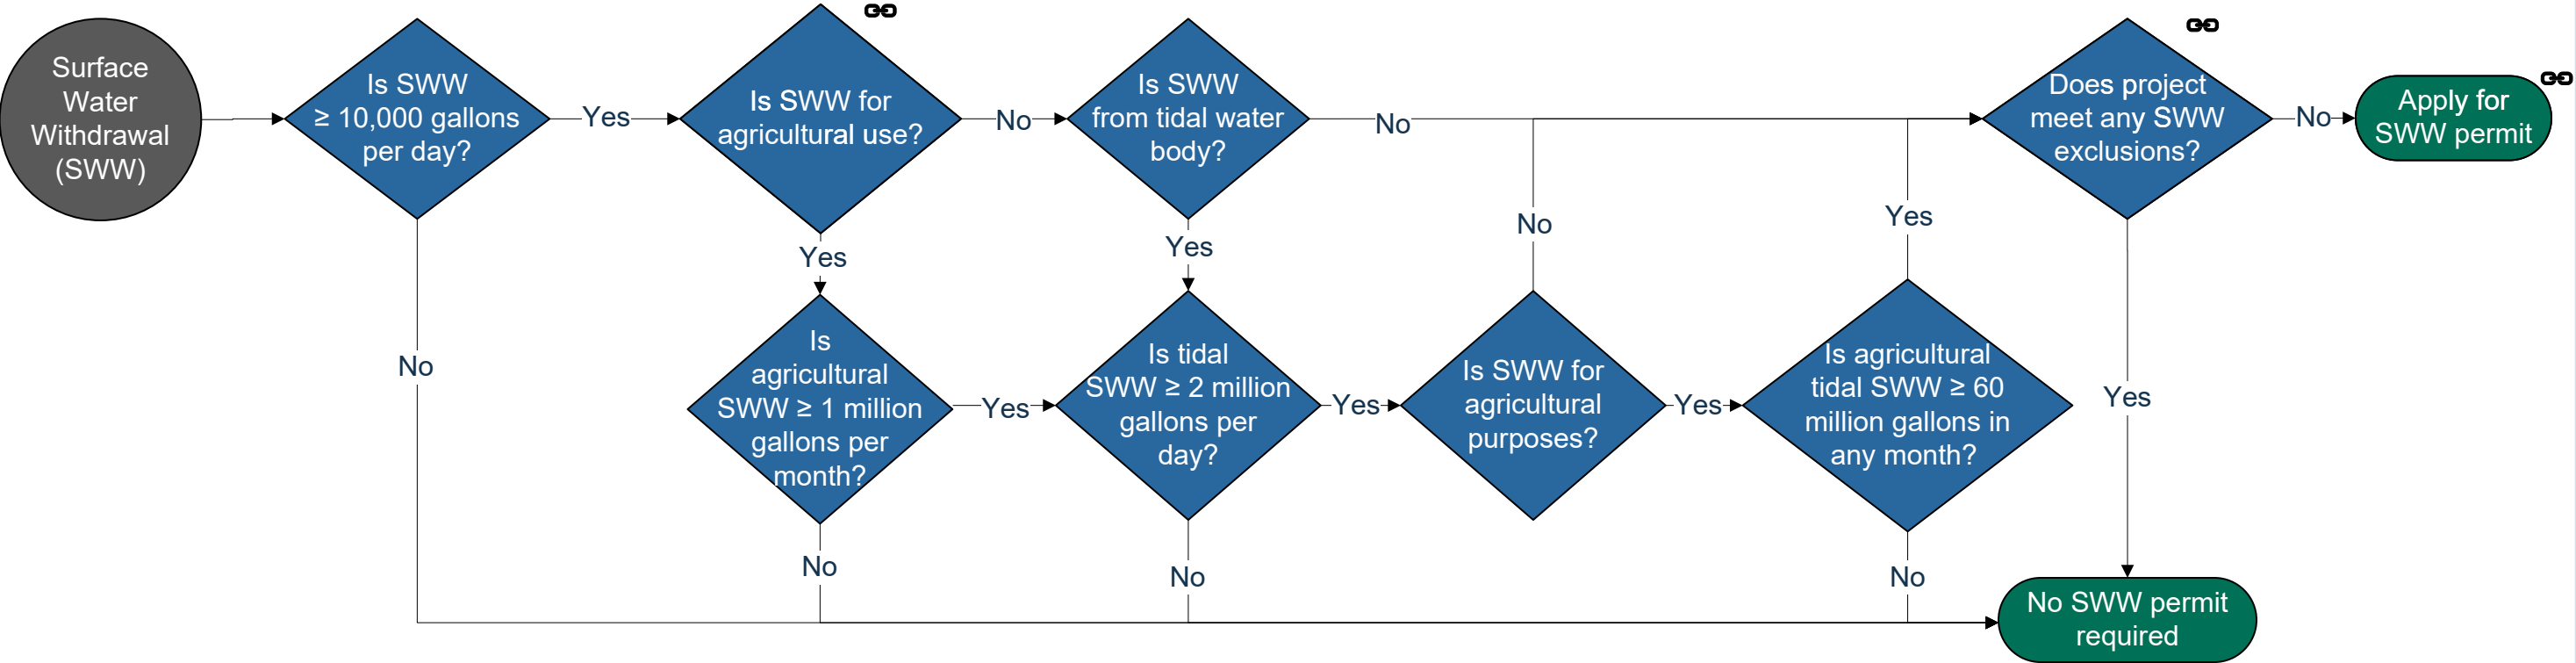 Surface
Water
Withdrawal
(SWW)
Is SWW
≥ 10,000 gallons
per day?
Yes
Is SWW for
agricultural use?
No
Is SWW
from tidal water
body?
No
Does project
meet any SWW
exclusions?
No
Apply for
SWW permit
No
Yes
Yes
No
Yes
Yes
Is
agricultural
SWW ≥ 1 million
gallons per
month?
Yes
Is tidal
SWW ≥ 2 million
gallons per
day?
Yes
Is SWW for
agricultural
purposes?
Yes
Is agricultural
tidal SWW ≥ 60
million gallons in
any month?
No
No
No
No SWW permit
required